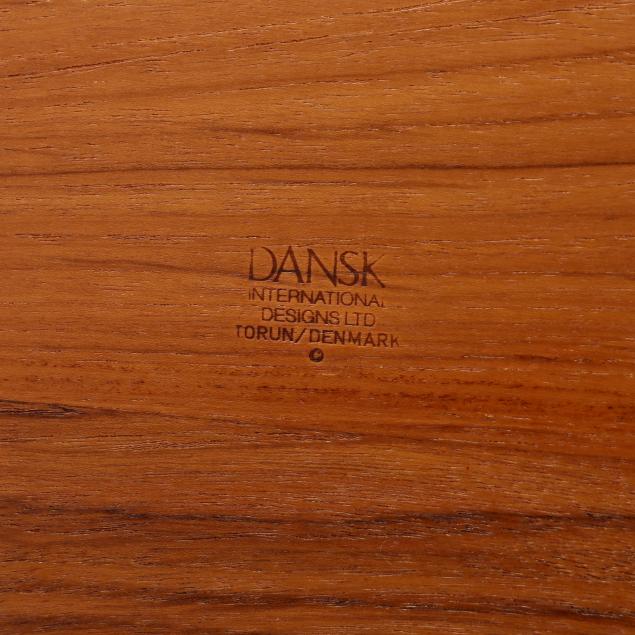 DANSK
INTERNATIONAL
DESIGNS LTD
TORUN/DENMARK